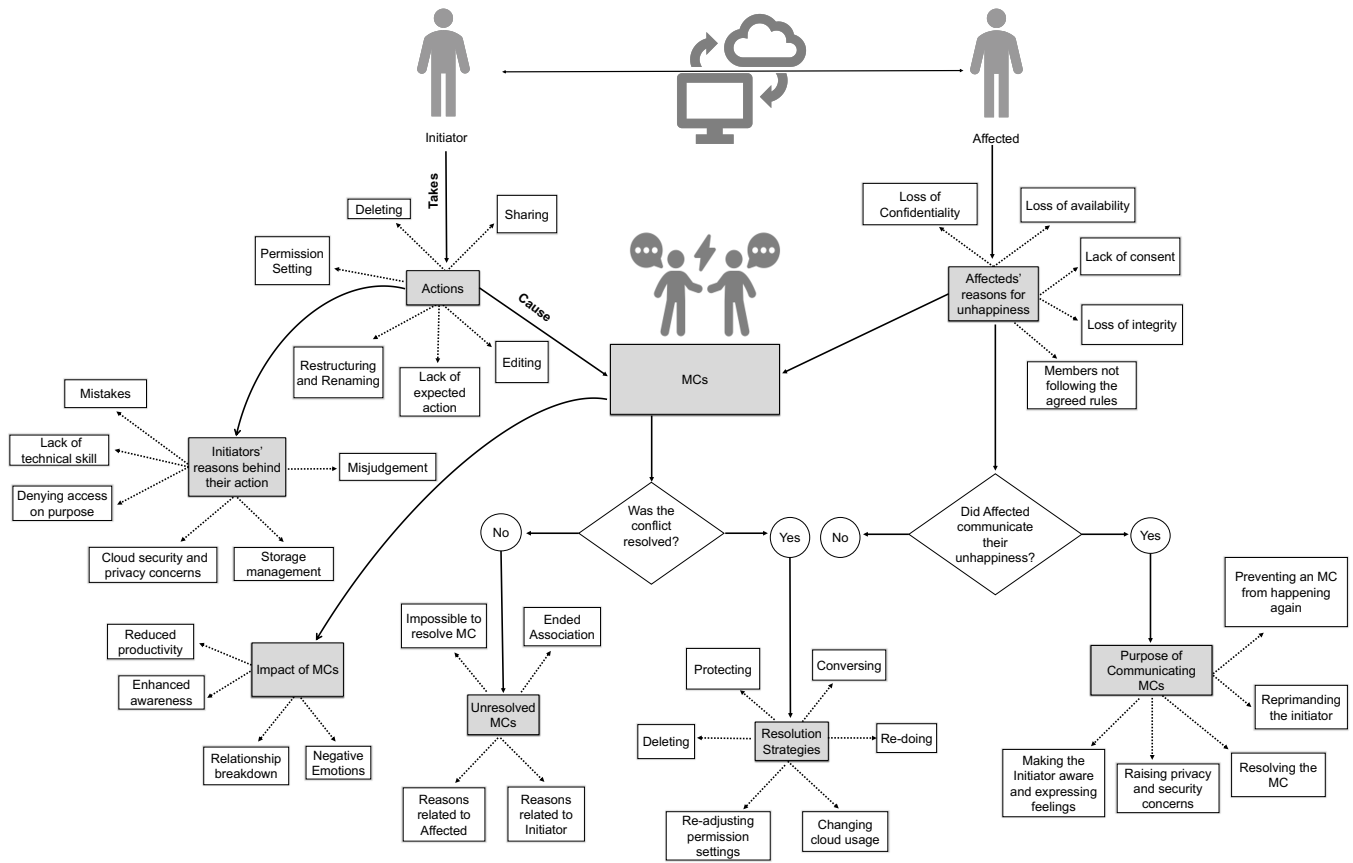 Initiator
Affected
Takes
Deleting
Sharing
Permission
Setting
Actions
Cause
Restructuring
and Renaming
Lack of
expected
action
Editing
Loss of
Confidentiality
Loss of availability
Lack of consent
Affecteds'
reasons for
unhappiness
Loss of integrity
Members not
following the
agreed rules
MCs
Mistakes
Lack of
technical skill
Denying access
on purpose
Initiators'
reasons behind
their action
Misjudgement
Cloud security and
privacy concerns
Storage
management
Was the
conflict
resolved?
No
Yes
Did Affected
communicate
their
unhappiness?
No
Yes
Reduced
productivity
Enhanced
awareness
Impact of MCs
Relationship
breakdown
Negative
Emotions
Impossible to
resolve MC
Ended
Association
Unresolved
MCs
Reasons
related to
Affected
Reasons
related to
Initiator
Protecting
Conversing
Deleting
Resolution
Strategies
Re-doing
Re-adjusting
permission
settings
Changing
cloud usage
Preventing an MC
from happening
again
Purpose of
Communicating
MCs
Reprimanding
the initiator
Making the
Initiator aware
and expressing
feelings
Raising privacy
and security
concerns
Resolving the
MC